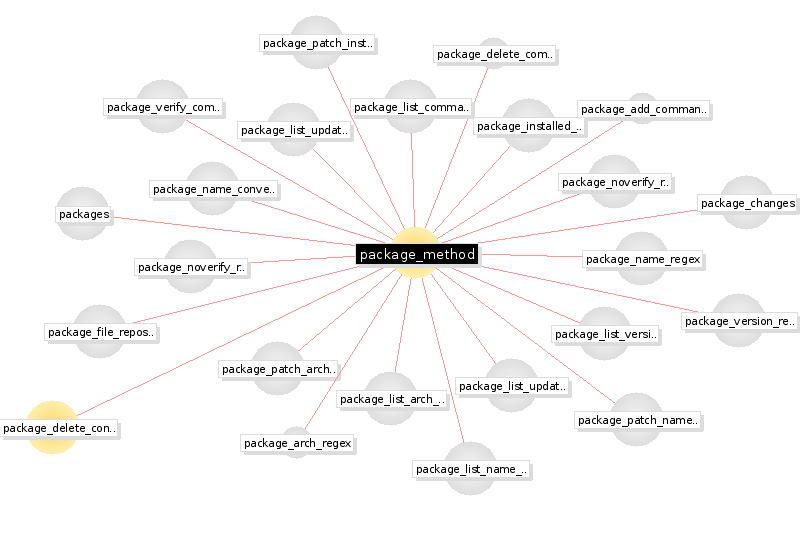 package_patch_inst..
package_delete_com..
package_verify_com..
package_list_comma..
package_add_comman..
package_list_updat..
package_installed_..
package_name_conve..
package_noverify_r..
package_changes
packages
package_method
package_noverify_r..
package_name_regex
package_file_repos..
package_version_re..
package_list_versi..
package_patch_arch..
package_list_arch_..
package_list_updat..
package_delete_con..
package_patch_name..
package_arch_regex
package_list_name_..